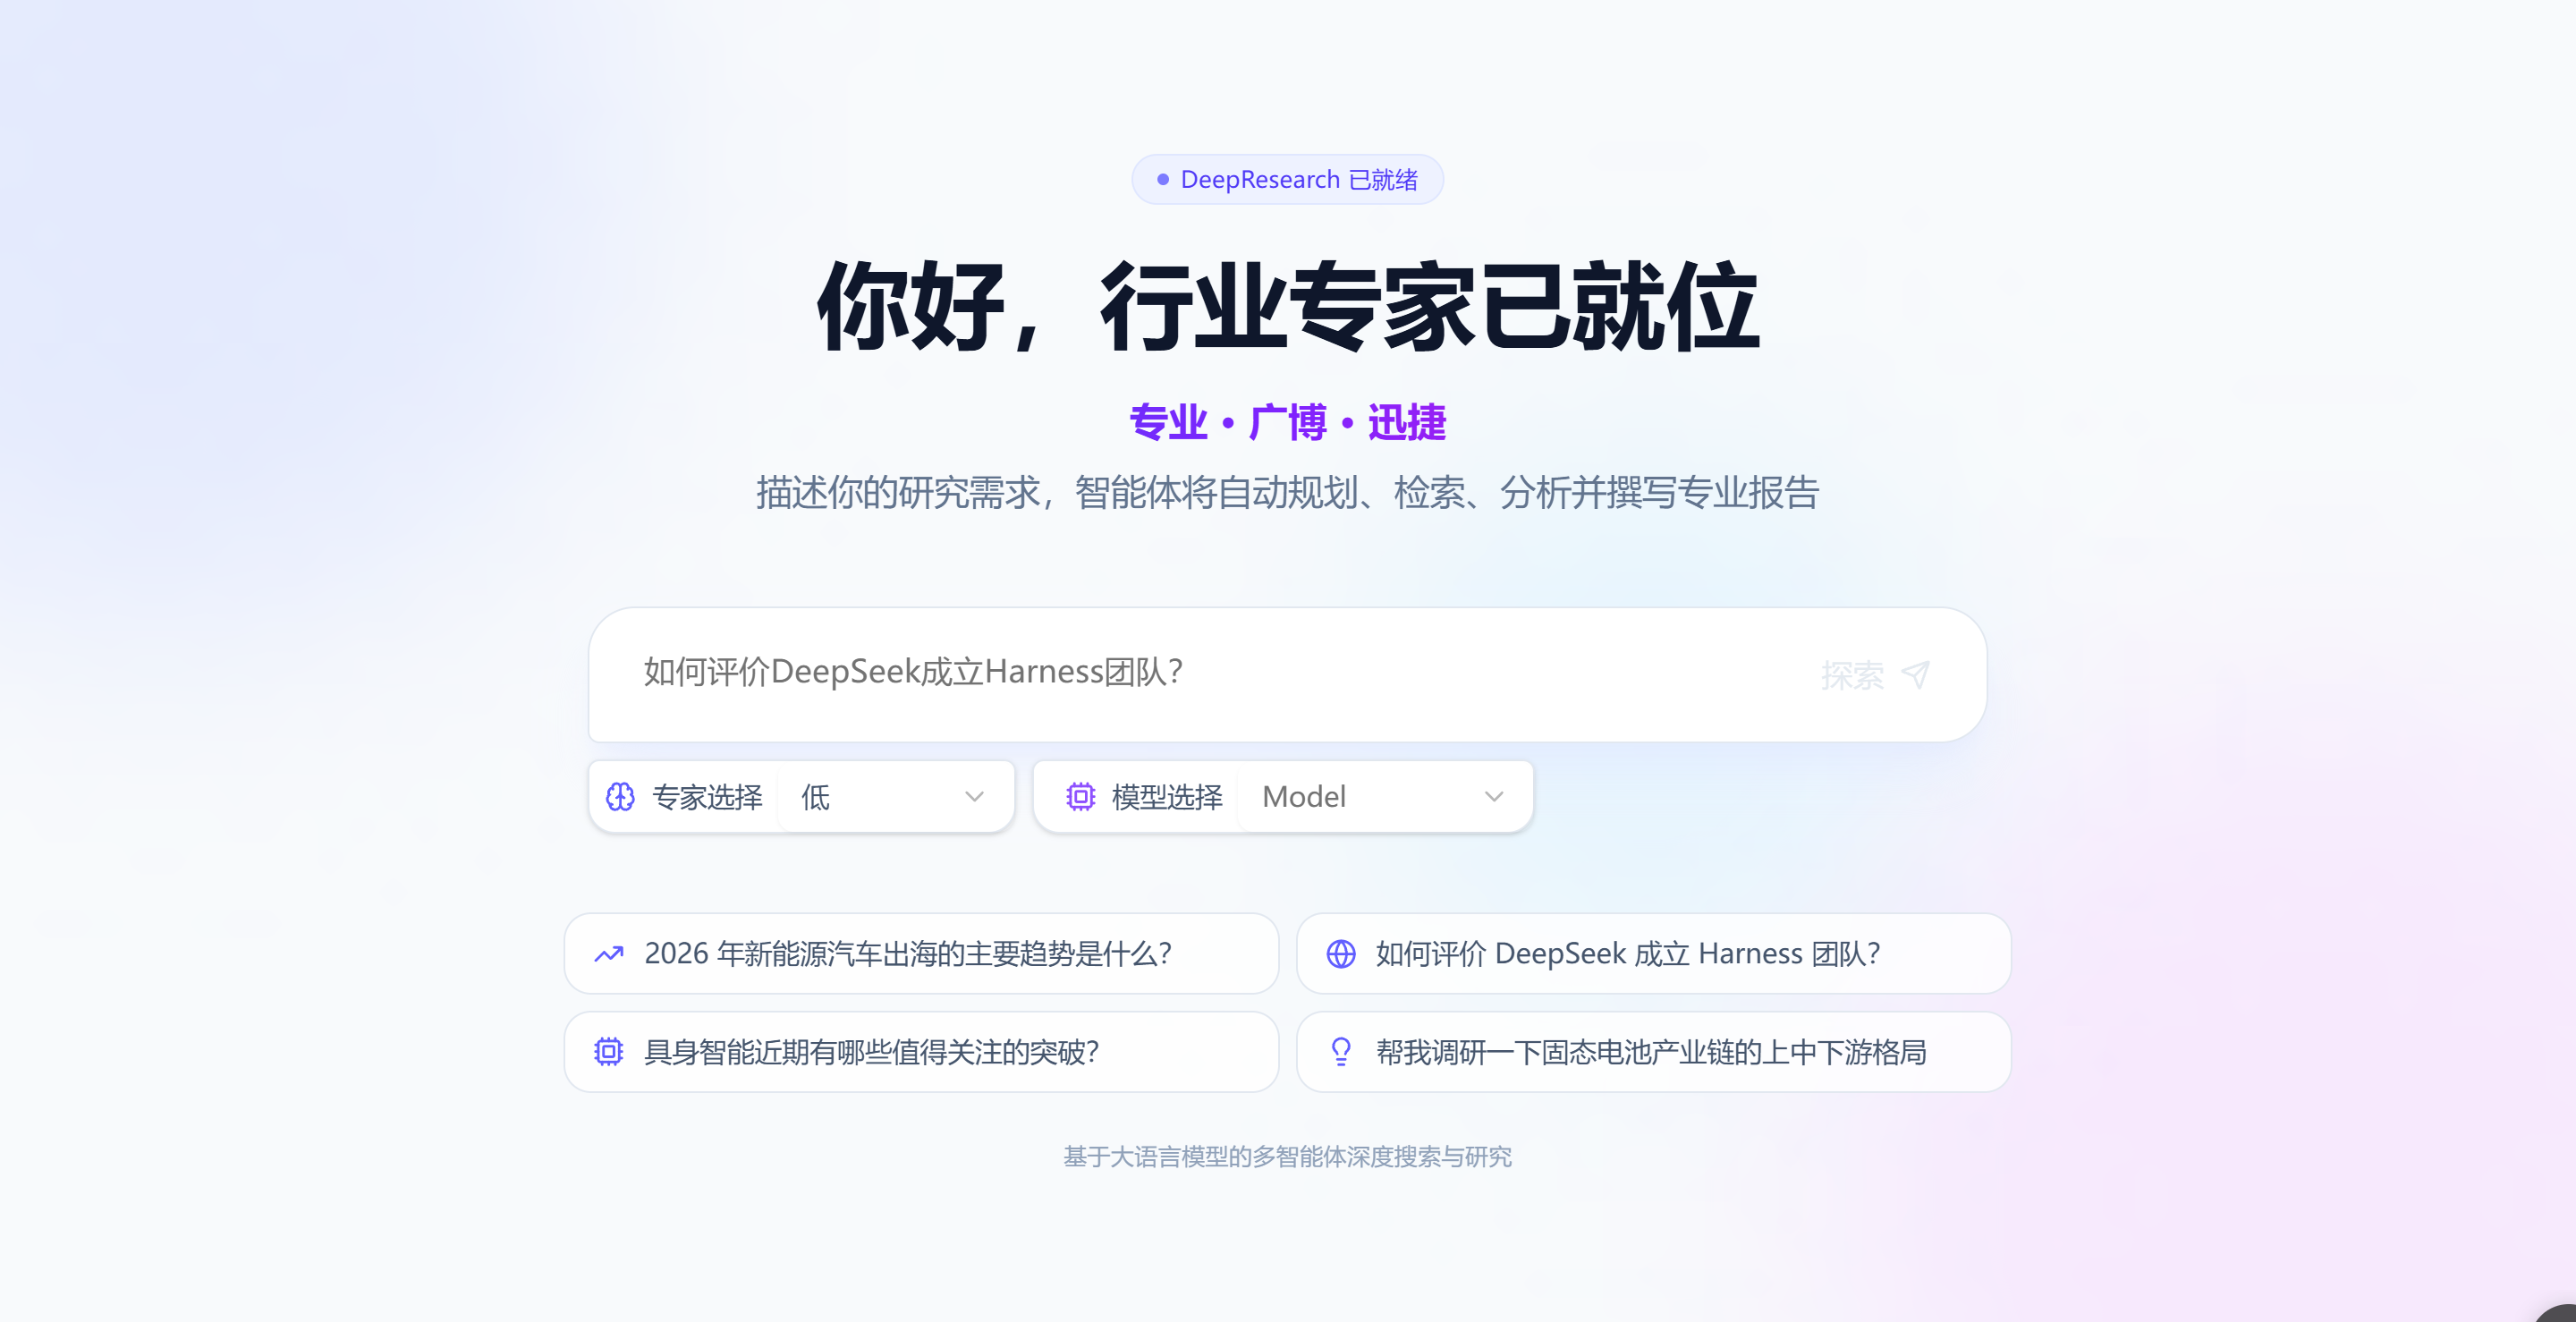 DeepResearch 已就绪
你好，行业专家已就位
专业 • 广博 • 迅捷
描述你的研究需求，智能体将自动规划、检索、分析并撰写专业报告
如何评价DeepSeek成立Harness团队？
探索
专家选择 低
模型选择 Model
2026 年新能源汽车出海的主要趋势是什么？
如何评价 DeepSeek 成立 Harness 团队？
具身智能近期有哪些值得关注的突破？
帮我调研一下固态电池产业链的上中下游格局
基于大语言模型的多智能体深度搜索与研究